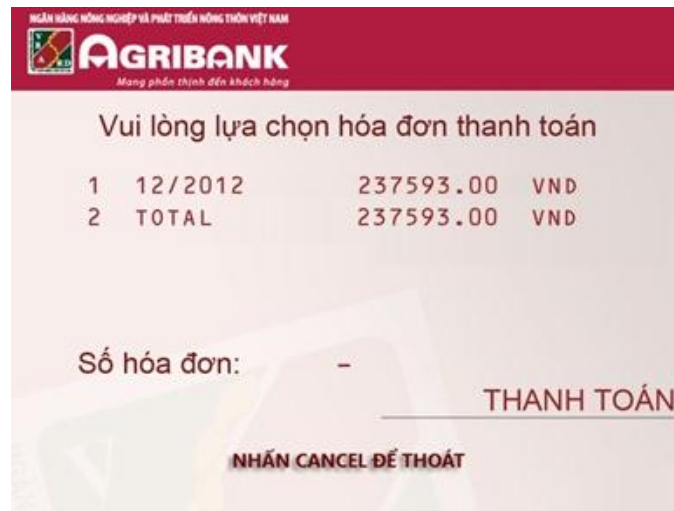 NGÂN HÀNG NÔNG NGHIỆP VÀ PHÁT TRIỂN NÔNG THÔN VIỆT NAM
AGRIBANK
Mang phồn thịnh đến khách hàng
Vui lòng lựa chọn hóa đơn thanh toán
1 12/2012 237593.00 VND
2 TOTAL 237593.00 VND
Số hóa đơn: –
THANH TOÁN
NHẤN CANCEL ĐỂ THOÁT